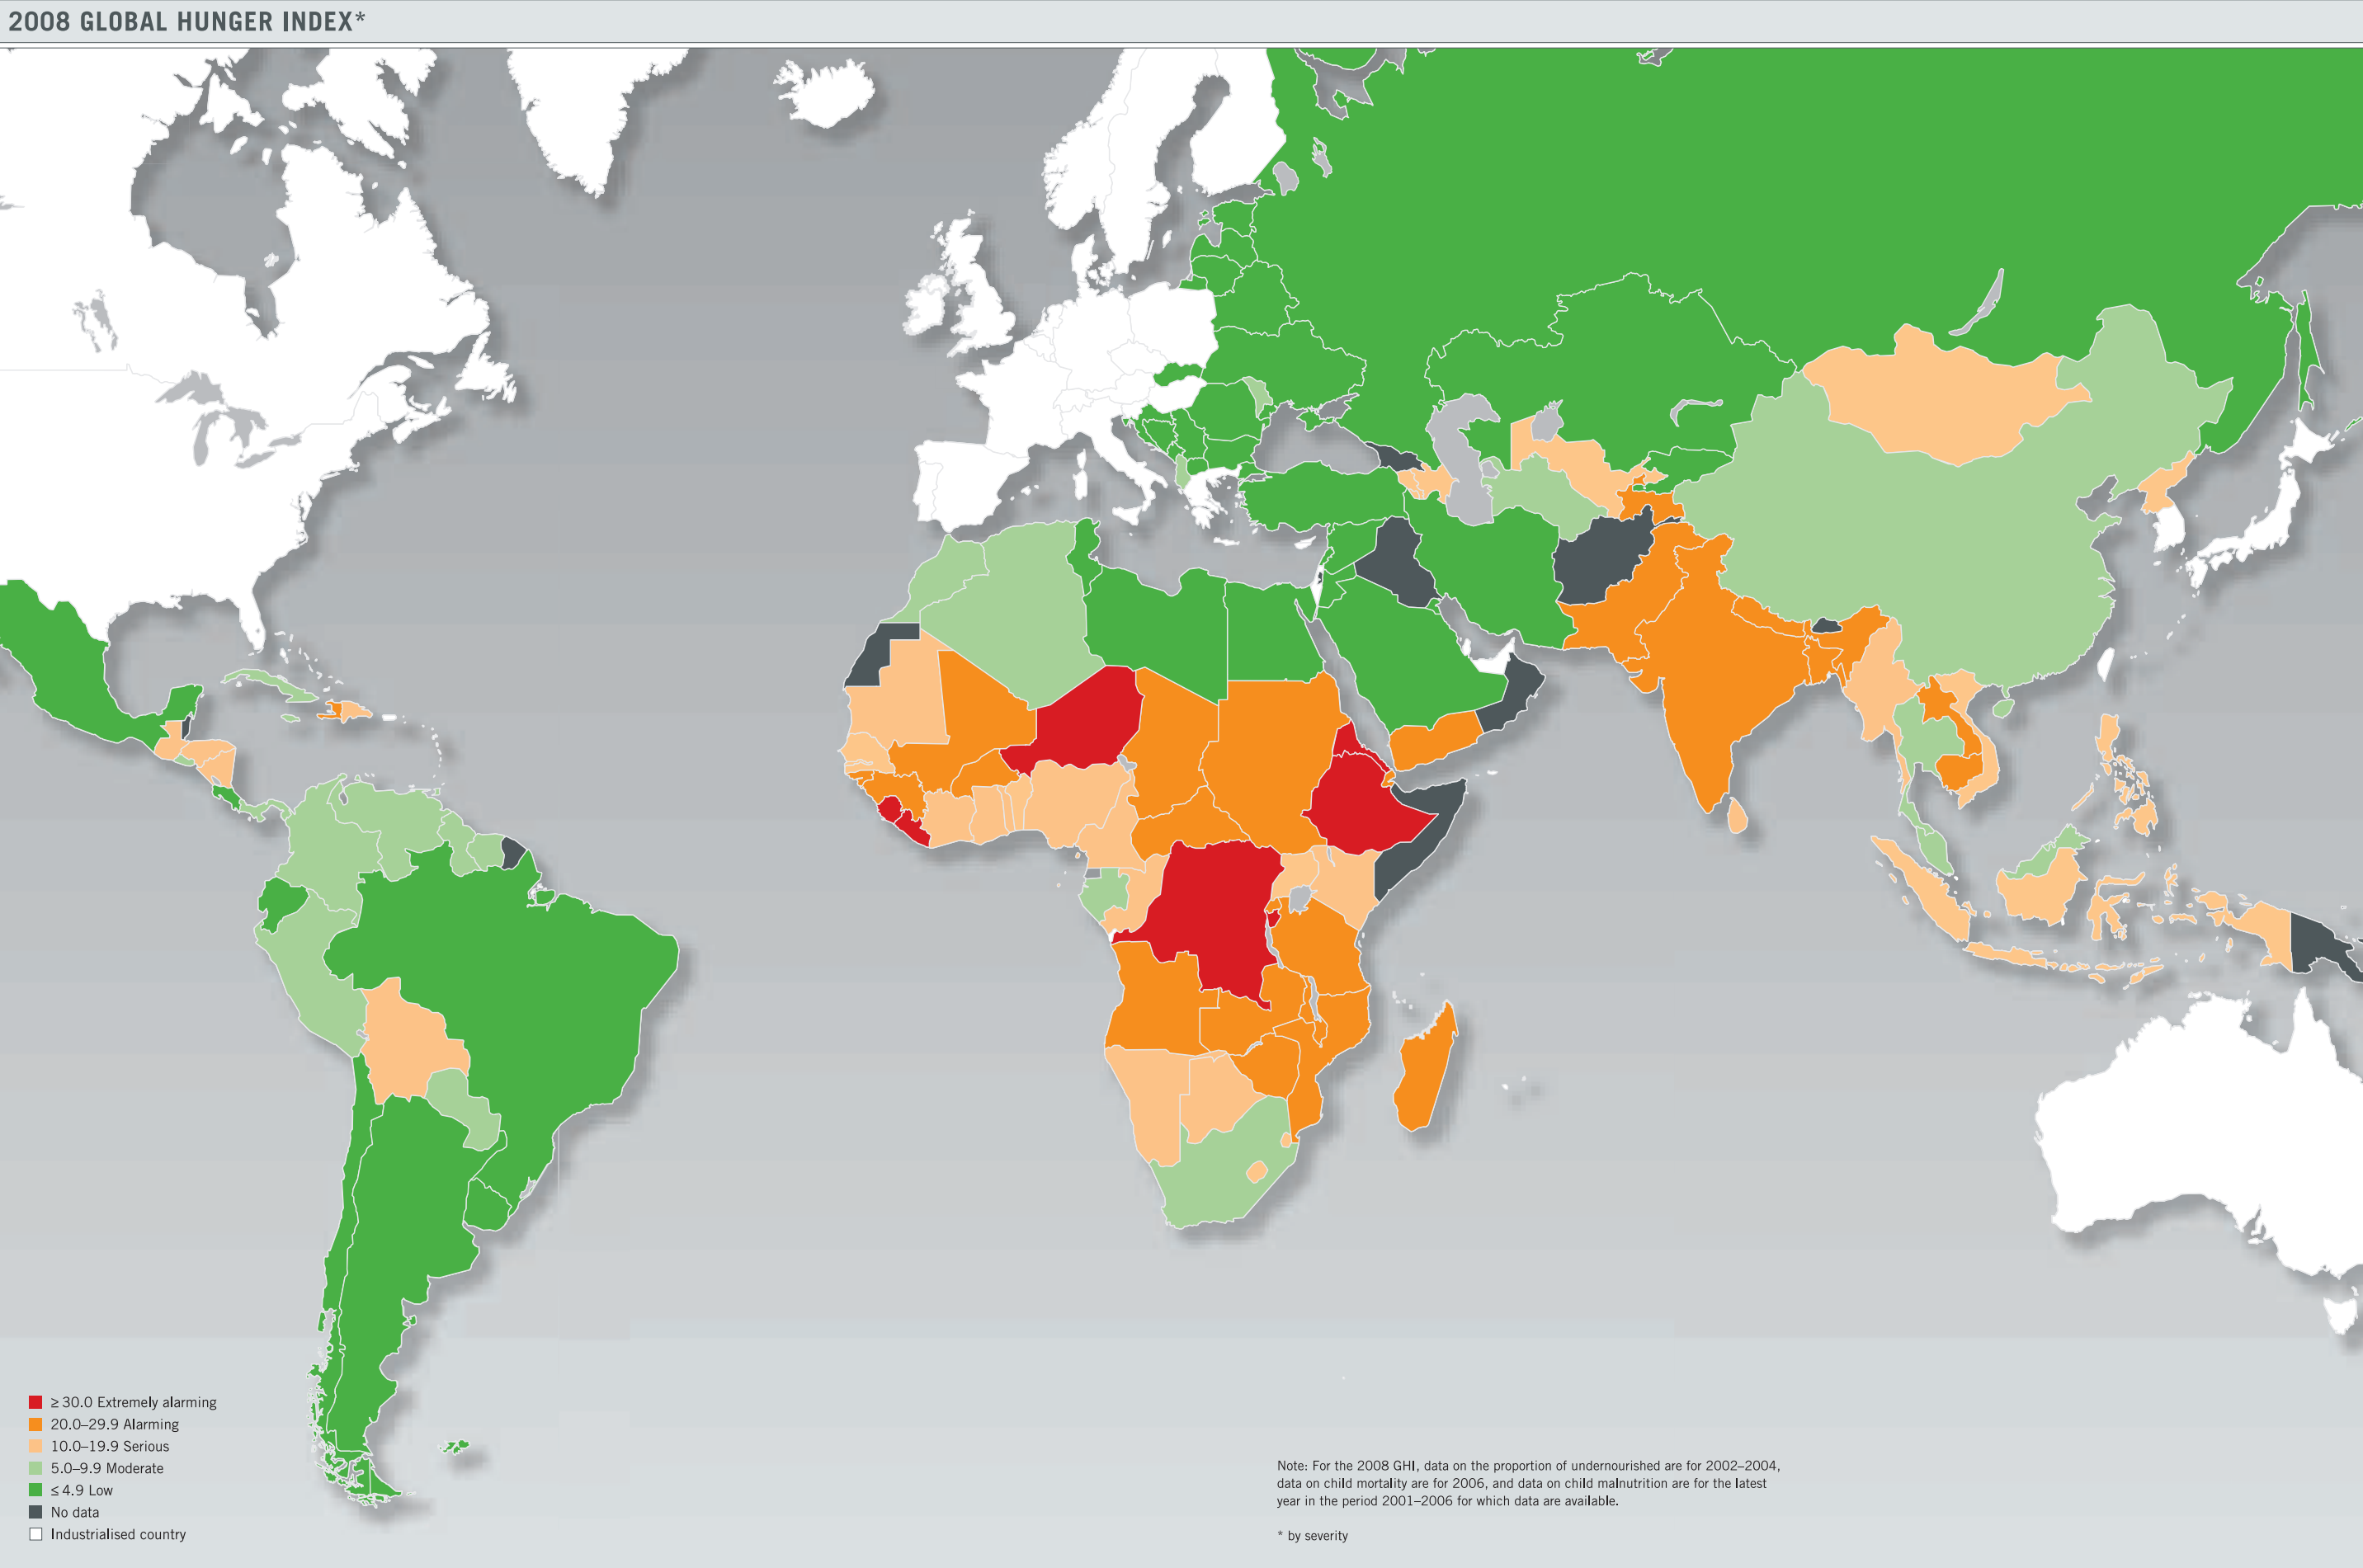 2008 GLOBAL HUNGER INDEX*
≥ 30.0 Extremely alarming
20.0–29.9 Alarming
10.0–19.9 Serious
5.0–9.9 Moderate
≤ 4.9 Low
No data
Industrialised country
Note: For the 2008 GHI, data on the proportion of undernourished are for 2002–2004,
data on child mortality are for 2006, and data on child malnutrition are for the latest
year in the period 2001–2006 for which data are available.
* by severity